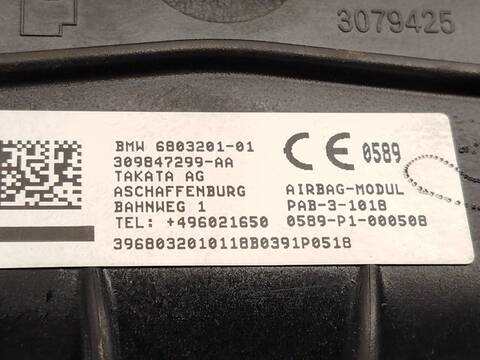 3079425
BMW 6803201-01
309847299-AA
TAKATA AG
ASCHAFFENBURG
BAHNWEG 1
TEL: +496021650
CE 0589
AIRBAG-MODUL
PAB-3-1018
0589-P1-000508
3968032010118B0391P0518